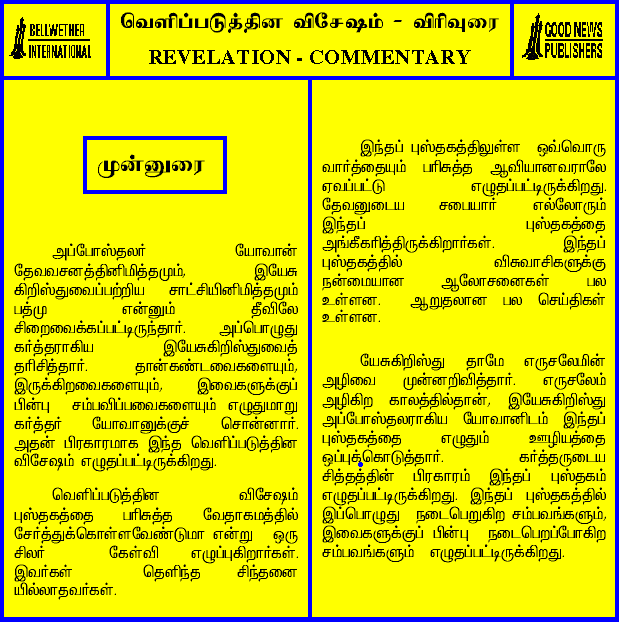 BELLWETHER
INTERNATIONAL
வெளிப்படுத்தின விசேஷம் - விரிவுரை
REVELATION - COMMENTARY
GOOD NEWS
PUBLISHERS
முன்னுரை
அப்போஸ்தலர் யோவான்
தேவவசனத்தினிமித்தமும், இயேசு
கிறிஸ்துவைப்பற்றிய சாட்சியினிமித்தமும்
பத்மு என்னும் தீவிலே
சிறைவைக்கப்பட்டிருந்தார். அப்பொழுது
கர்த்தராகிய இயேசுகிறிஸ்துவைத்
தரிசித்தார். தான்கண்டவைகளையும்,
இருக்கிறவைகளையும், இவைகளுக்குப்
பின்பு சம்பவிப்பவைகளையும் எழுதுமாறு
கர்த்தர் யோவானுக்குச் சொன்னார்.
அதன் பிரகாரமாக இந்த வெளிப்படுத்தின
விசேஷம் எழுதப்பட்டிருக்கிறது.
வெளிப்படுத்தின விசேஷம்
புஸ்தகத்தை பரிசுத்த வேதாகமத்தில்
சேர்த்துக்கொள்ளவேண்டுமா என்று ஒரு
சிலர் கேள்வி எழுப்புகிறார்கள்.
இவர்கள் தெளிந்த சிந்தனை
யில்லாதவர்கள்.
இந்தப் புஸ்தகத்திலுள்ள ஒவ்வொரு
வார்த்தையும் பரிசுத்த ஆவியானவராலே
ஏவப்பட்டு எழுதப்பட்டிருக்கிறது.
தேவனுடைய சபையார் எல்லோரும்
இந்தப் புஸ்தகத்தை
அங்கீகரித்திருக்கிறார்கள். இந்தப்
புஸ்தகத்தில் விசுவாசிகளுக்கு
நன்மையான ஆலோசனைகள் பல
உள்ளன. ஆறுதலான பல செய்திகள்
உள்ளன.
யேசுகிறிஸ்து தாமே எருசலேமின்
அழிவை முன்னறிவித்தார். எருசலேம்
அழிகிற காலத்தில்தான், இயேசுகிறிஸ்து
அப்போஸ்தலராகிய யோவானிடம் இந்தப்
புஸ்தகத்தை எழுதும் ஊழியத்தை
ஒப்புக்கொடுத்தார். கர்த்தருடைய
சித்தத்தின் பிரகாரம் இந்தப் புஸ்தகம்
எழுதப்பட்டிருக்கிறது. இந்தப் புஸ்தகத்தில்
இப்பொழுது நடைபெறுகிற சம்பவங்களும்,
இவைகளுக்குப் பின்பு நடைபெறப்போகிற
சம்பவங்களும் எழுதப்பட்டிருக்கிறது.